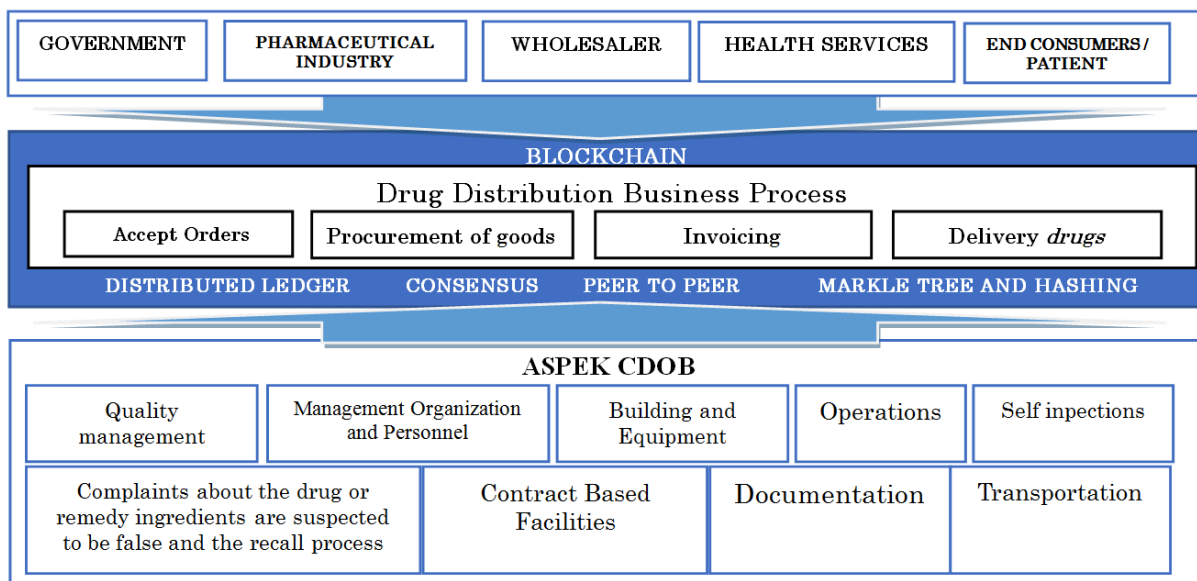 GOVERNMENT
PHARMACEUTICAL
INDUSTRY
WHOLESALER
HEALTH SERVICES
END CONSUMERS /
PATIENT
BLOCKCHAIN
Drug Distribution Business Process
Accept Orders
Procurement of goods
Invoicing
Delivery drugs
DISTRIBUTED LEDGER
CONSENSUS
PEER TO PEER
MARKLE TREE AND HASHING
ASPEK CDOB
Quality
management
Management Organization
and Personnel
Building and
Equipment
Operations
Self inpections
Complaints about the drug or
remedy ingredients are suspected
to be false and the recall process
Contract Based
Facilities
Documentation
Transportation